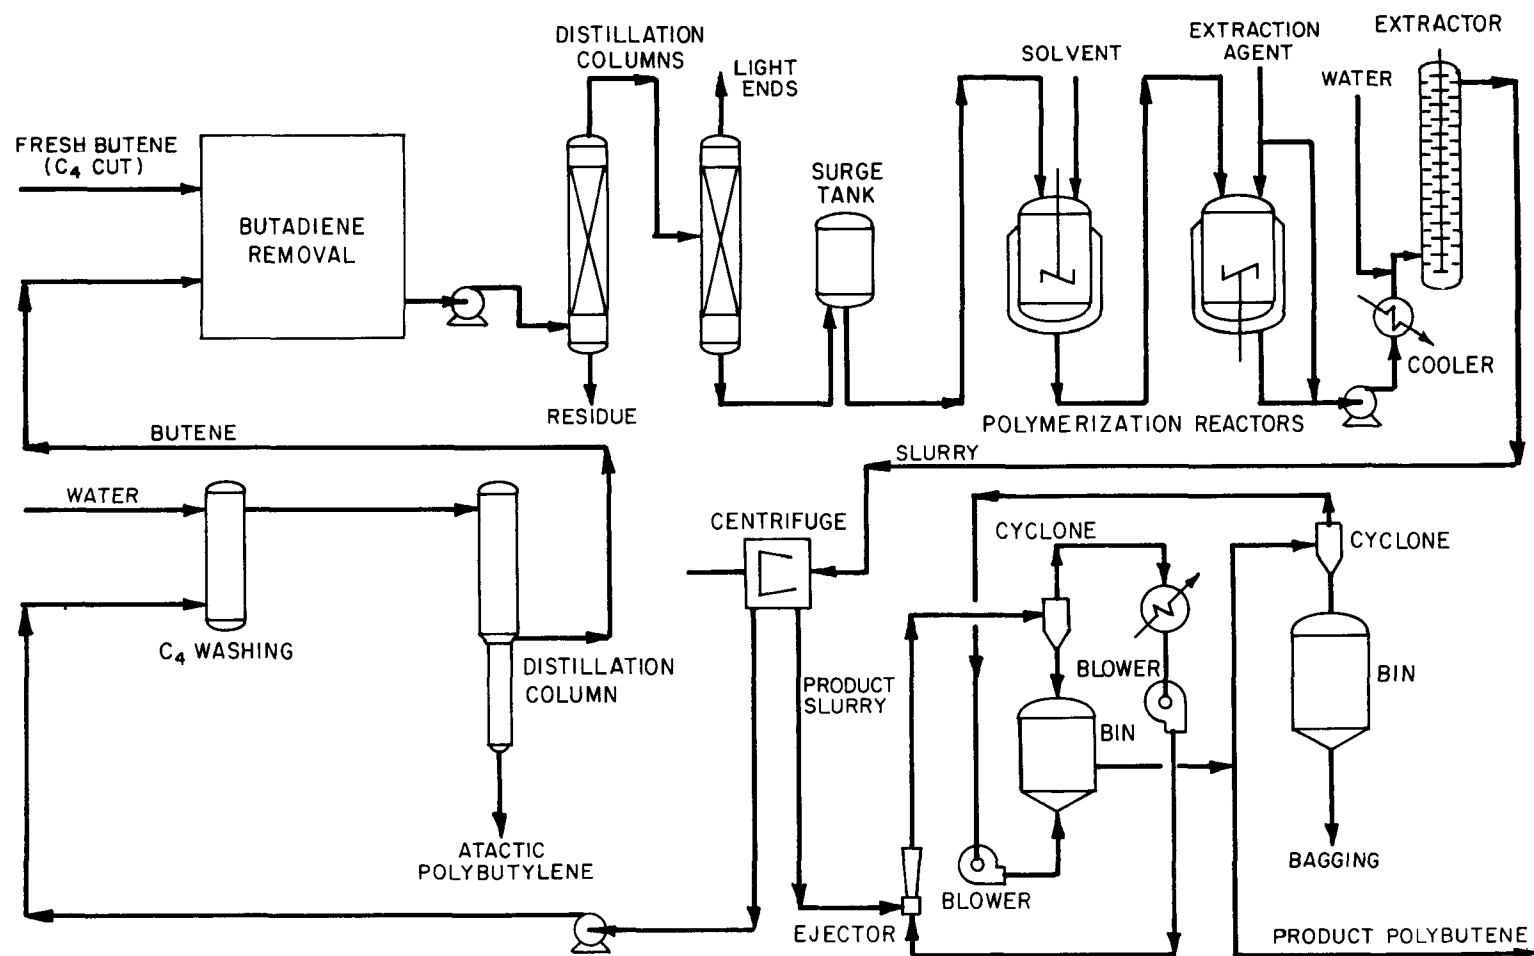 DISTILLATION
COLUMNS
LIGHT
ENDS
SOLVENT
EXTRACTION
AGENT
EXTRACTOR
WATER
FRESH BUTENE
(C₄ CUT)
BUTADIENE
REMOVAL
SURGE
TANK
COOLER
RESIDUE
POLYMERIZATION REACTORS
BUTENE
SLURRY
WATER
CENTRIFUGE
CYCLONE
CYCLONE
C₄ WASHING
DISTILLATION
COLUMN
PRODUCT
SLURRY
BLOWER
BIN
BIN
ATACTIC
POLYBUTYLENE
BLOWER
BAGGING
EJECTOR
PRODUCT POLYBUTENE